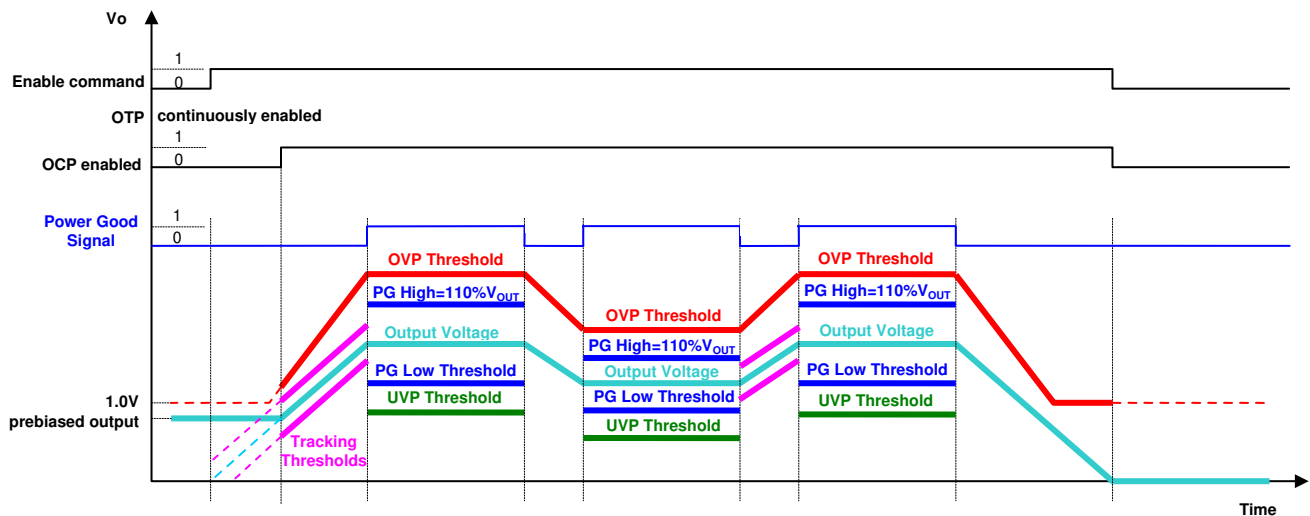 Vo
1
Enable command
0
OTP continuously enabled
1
OCP enabled
0
Power Good
Signal
1
0
OVP Threshold
OVP Threshold
PG High=110%VOUT
PG High=110%VOUT
OVP Threshold
Output Voltage
Output Voltage
PG High=110%VOUT
PG Low Threshold
Output Voltage
PG Low Threshold
1.0V
prebiased output
UVP Threshold
PG Low Threshold
UVP Threshold
UVP Threshold
Tracking
Thresholds
Time